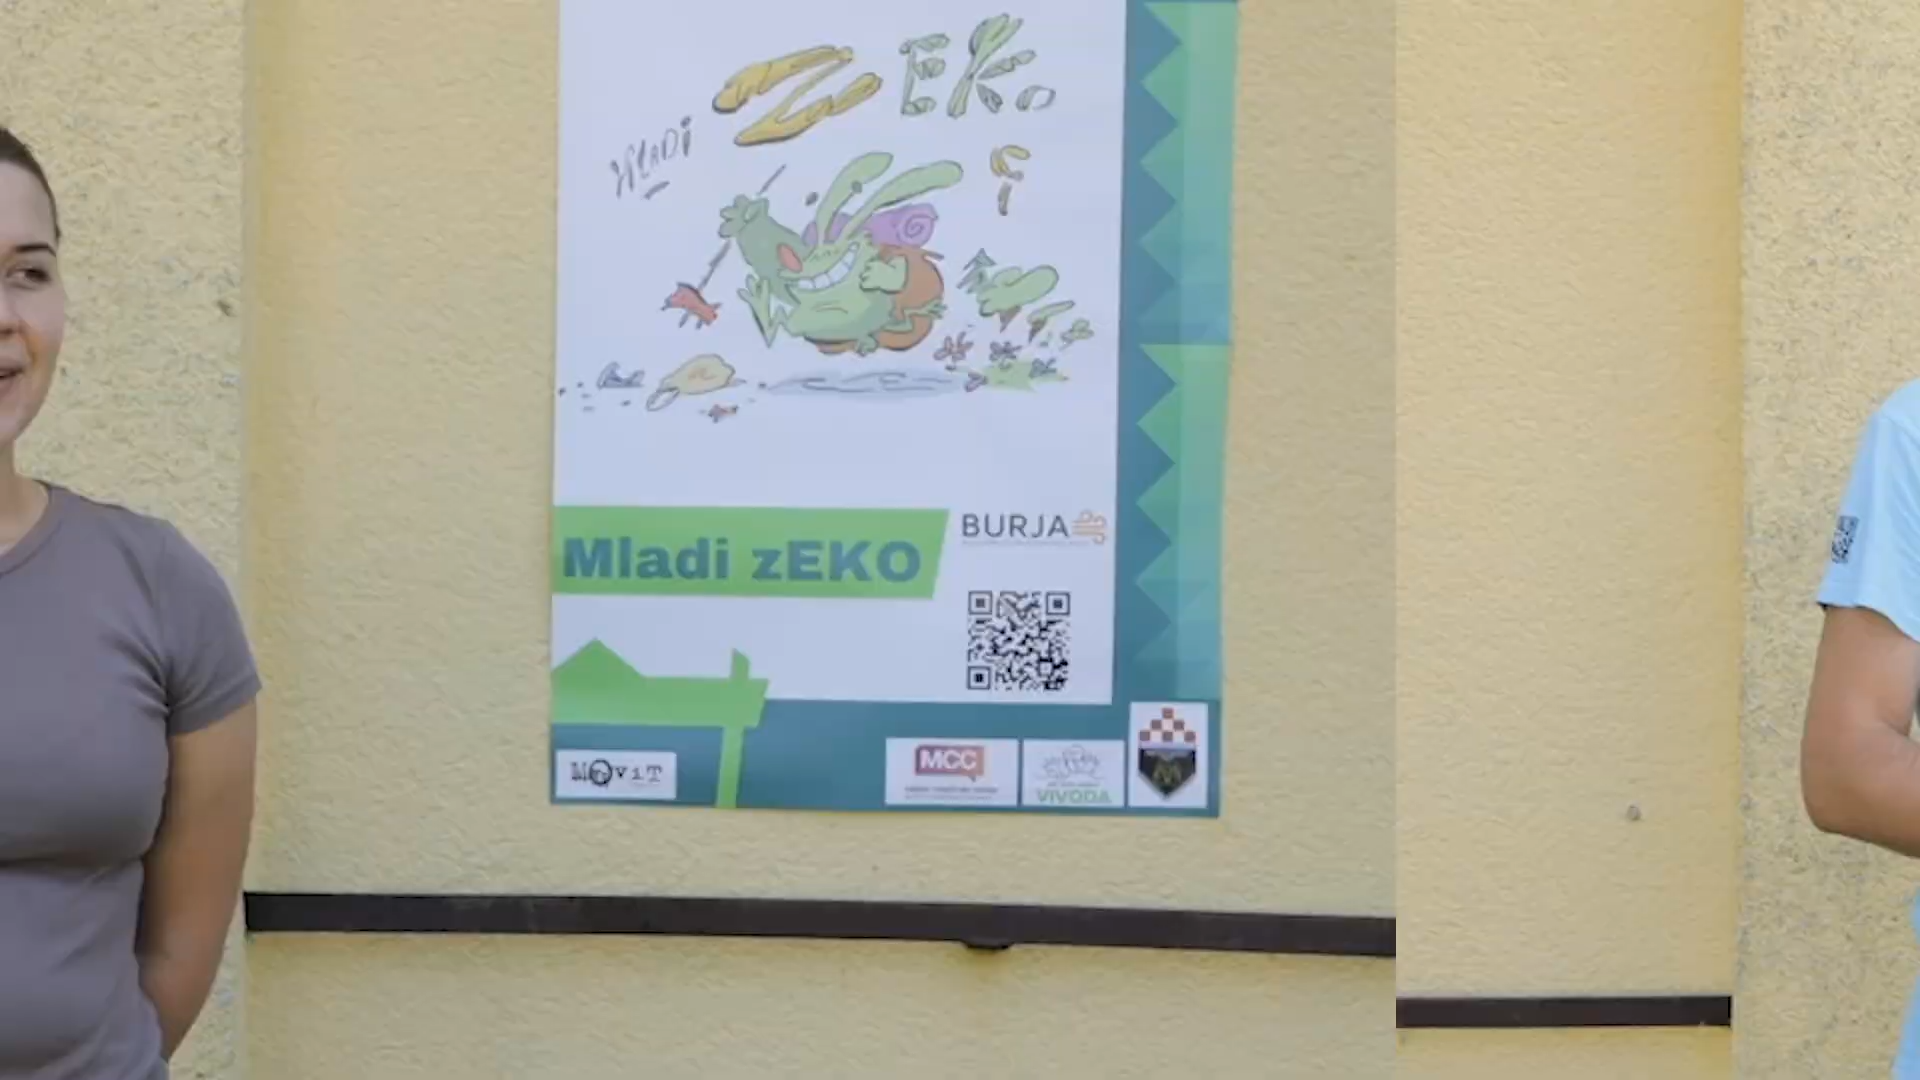 ZEKo
MLADi
BURJA
Mladi zEKO
MOViT
MCC
VIVODA